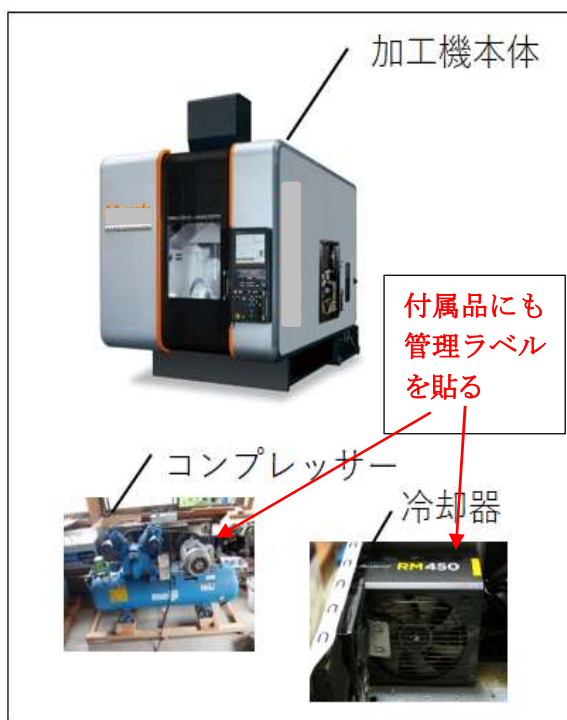 加工機本体
付属品にも
管理ラベル
を貼る
コンプレッサー
冷却器
RM450